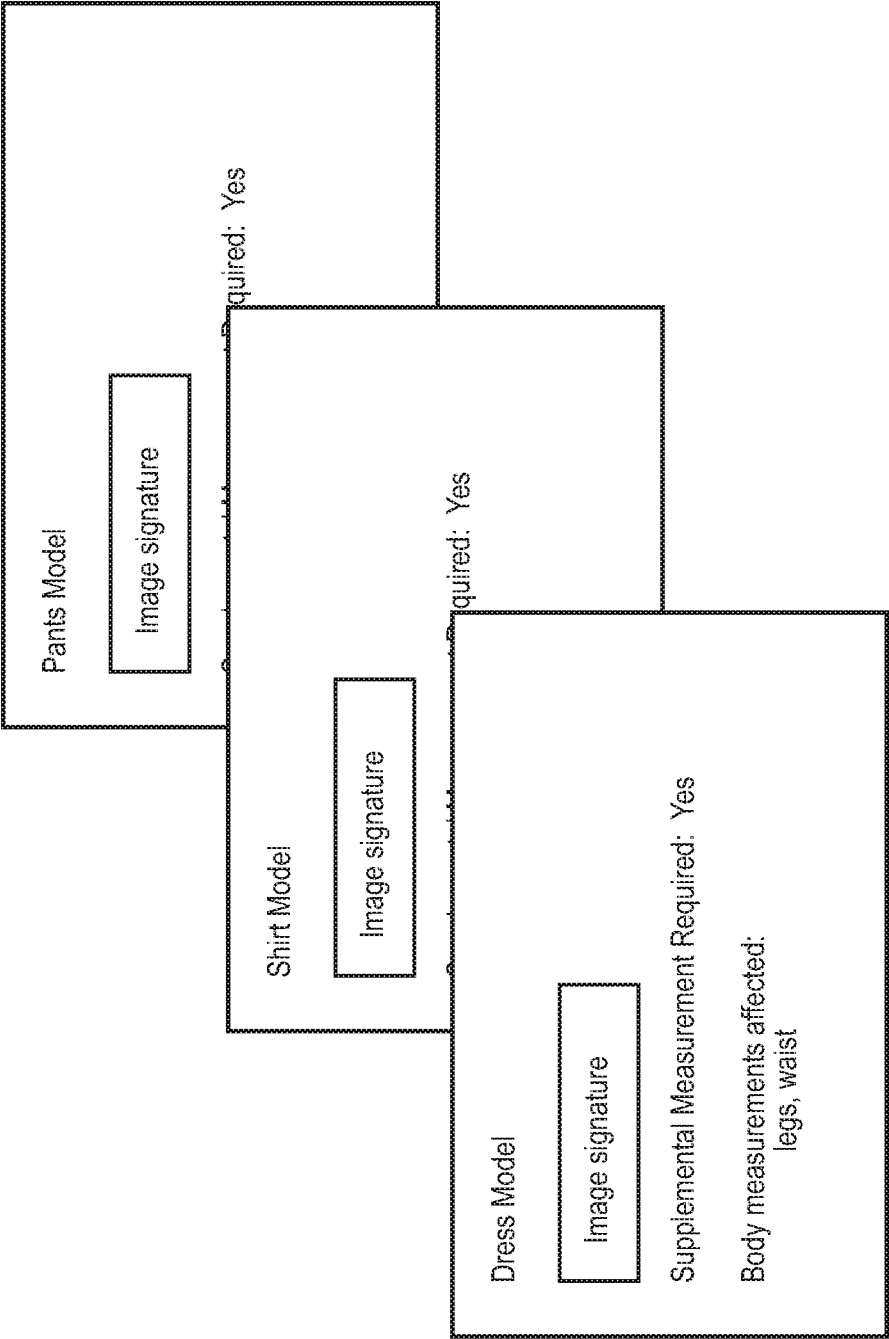 Pants Model
Image signature
quired: Yes
Shirt Model
Image signature
quired: Yes
Dress Model
Image signature
Supplemental Measurement Required: Yes
Body measurements affected:
legs, waist